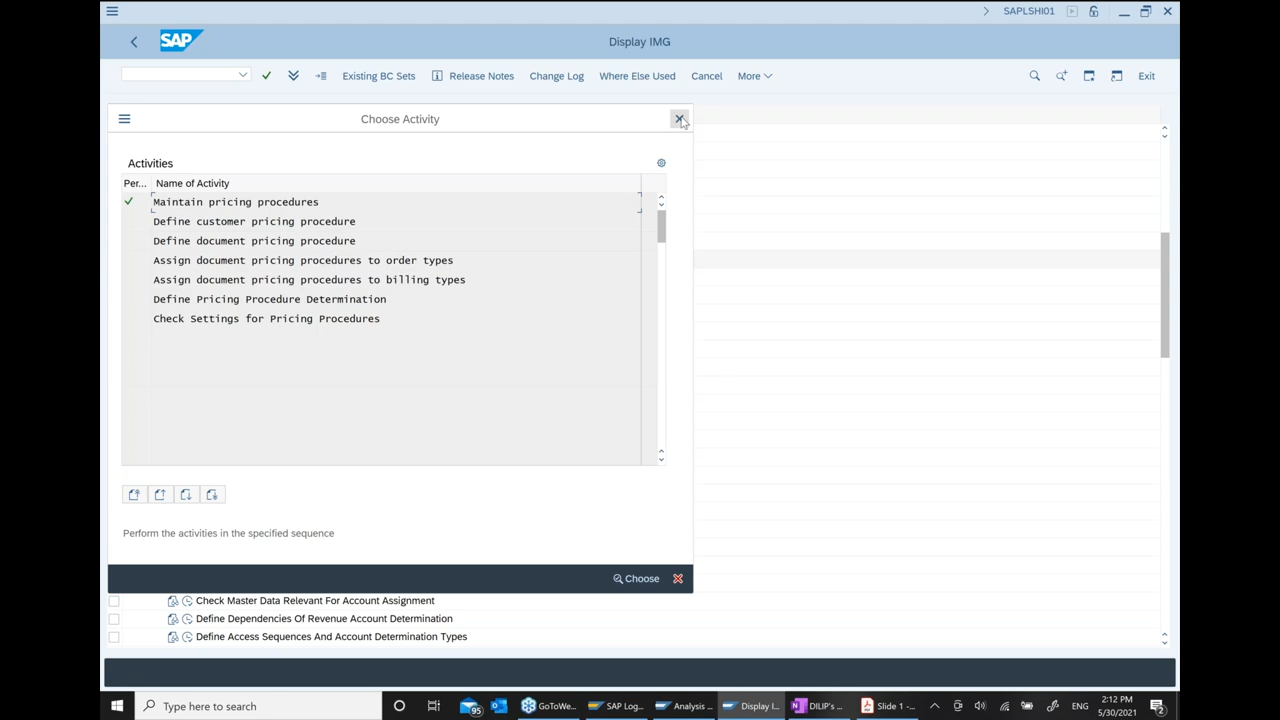 SAPLSHI01
SAP
Display IMG
Existing BC Sets
Release Notes
Change Log
Where Else Used
Cancel
More
Exit
Choose Activity
Activities
Per...
Name of Activity
Maintain pricing procedures
Define customer pricing procedure
Define document pricing procedure
Assign document pricing procedures to order types
Assign document pricing procedures to billing types
Define Pricing Procedure Determination
Check Settings for Pricing Procedures
Perform the activities in the specified sequence
Choose
Check Master Data Relevant For Account Assignment
Define Dependencies Of Revenue Account Determination
Define Access Sequences And Account Determination Types
Type here to search
95
GoToWe...
SAP Log...
Analysis ...
Display I...
DILIP's ...
Slide 1 -...
ENG
2:12 PM
5/30/2021
2